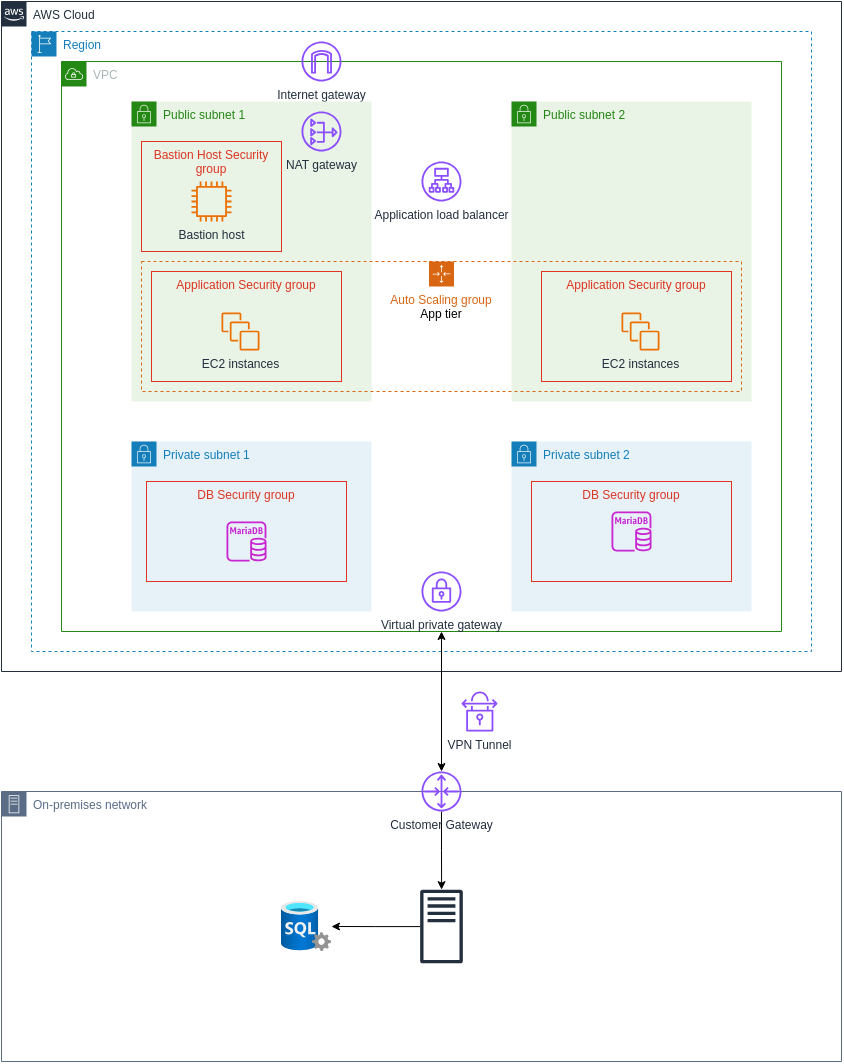 aws
AWS Cloud
Region
VPC
Internet gateway
Public subnet 1
Public subnet 2
NAT gateway
Bastion Host Security
group
Bastion host
Application load balancer
Auto Scaling group
App tier
Application Security group
EC2 instances
Application Security group
EC2 instances
Private subnet 1
Private subnet 2
DB Security group
MariaDB
DB Security group
MariaDB
Virtual private gateway
VPN Tunnel
On-premises network
Customer Gateway
SQL